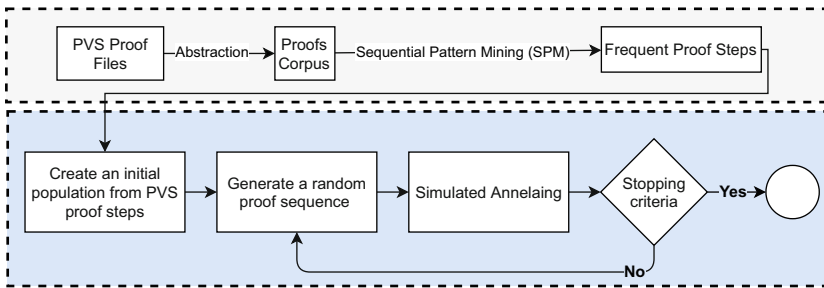 PVS Proof
Files
Abstraction
Proofs
Corpus
Sequential Pattern Mining (SPM)
Frequent Proof Steps
Create an initial
population from PVS
proof steps
Generate a random
proof sequence
Simulated Annelaing
Stopping
criteria
Yes
No